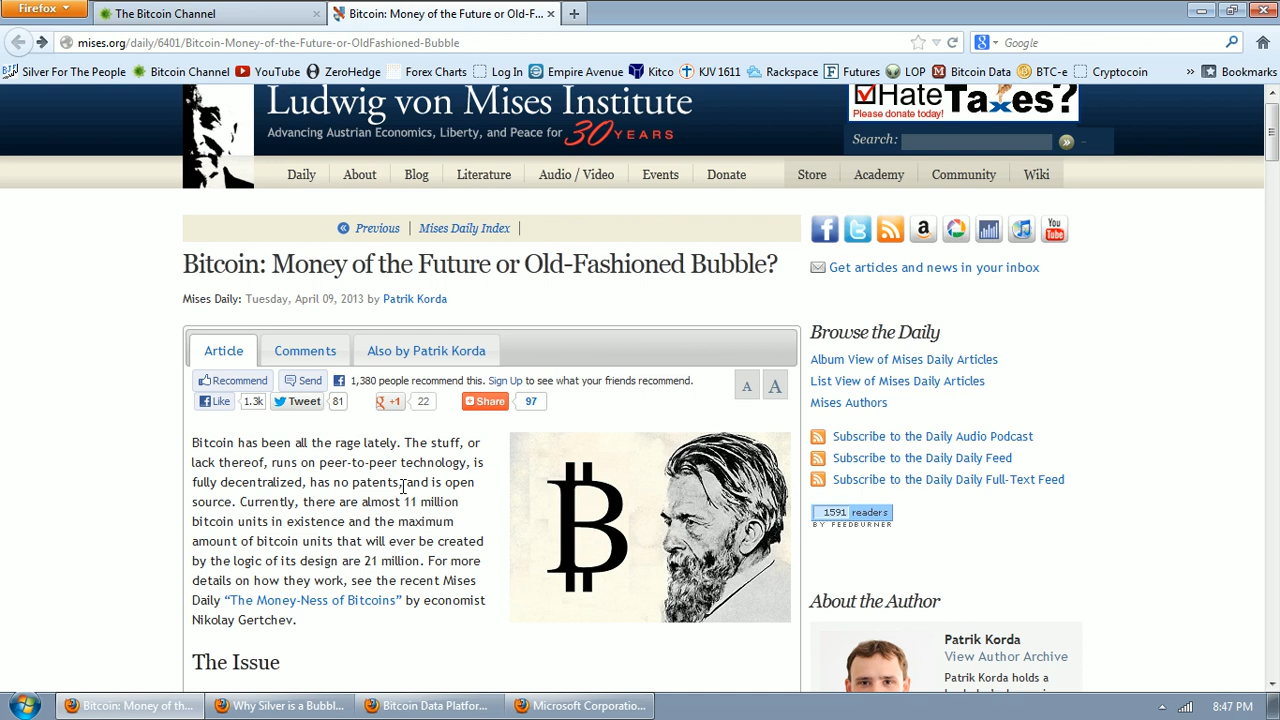 Firefox
The Bitcoin Channel
Bitcoin: Money of the Future or Old-F...
mises.org/daily/6401/Bitcoin-Money-of-the-Future-or-OldFashioned-Bubble
Google
Silver For The People
Bitcoin Channel
YouTube
ZeroHedge
Forex Charts
Log In
Empire Avenue
Kitco
KJV 1611
Rackspace
Futures
LOP
Bitcoin Data
BTC-e
Cryptocoin
Bookmarks
Ludwig von Mises Institute
Advancing Austrian Economics, Liberty, and Peace for 30 YEARS
Hate Taxes?
Please donate today!
Search:
Daily
About
Blog
Literature
Audio / Video
Events
Donate
Store
Academy
Community
Wiki
Previous
Mises Daily Index
Bitcoin: Money of the Future or Old-Fashioned Bubble?
Mises Daily: Tuesday, April 09, 2013 by Patrik Korda
Article
Comments
Also by Patrik Korda
Recommend
Send
1,380 people recommend this. Sign Up to see what your friends recommend.
A A
Like 1.3k
Tweet 81
+1 22
Share 97
Bitcoin has been all the rage lately. The stuff, or
lack thereof, runs on peer-to-peer technology, is
fully decentralized, has no patents, and is open
source. Currently, there are almost 11 million
bitcoin units in existence and the maximum
amount of bitcoin units that will ever be created
by the logic of its design are 21 million. For more
details on how they work, see the recent Mises
Daily “The Money-Ness of Bitcoins” by economist
Nikolay Gertchev.
The Issue
You Tube
Get articles and news in your inbox
Browse the Daily
Album View of Mises Daily Articles
List View of Mises Daily Articles
Mises Authors
Subscribe to the Daily Audio Podcast
Subscribe to the Daily Daily Feed
Subscribe to the Daily Daily Full-Text Feed
1591 readers
BY FEEDBURNER
About the Author
Patrik Korda
View Author Archive
Patrik Korda holds a
Bitcoin: Money of th...
Why Silver is a Bubbl...
Bitcoin Data Platfor...
Microsoft Corporatio...
8:47 PM